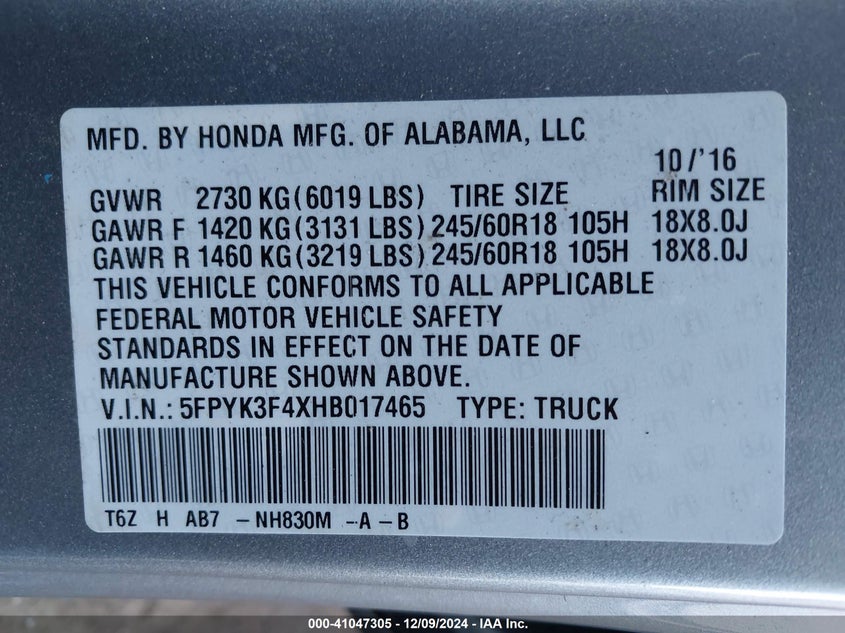 MFD. BY HONDA MFG. OF ALABAMA, LLC
10/'16
GVWR 2730 KG(6019 LBS) TIRE SIZE RIM SIZE
GAWR F 1420 KG(3131 LBS) 245/60R18 105H 18X8.0J
GAWR R 1460 KG(3219 LBS) 245/60R18 105H 18X8.0J
THIS VEHICLE CONFORMS TO ALL APPLICABLE
FEDERAL MOTOR VEHICLE SAFETY
STANDARDS IN EFFECT ON THE DATE OF
MANUFACTURE SHOWN ABOVE.
V.I.N.: 5FPYK3F4XHB017465 TYPE: TRUCK
T6Z H AB7 - NH830M - A - B
000-41047305 - 12/09/2024 - IAA Inc.